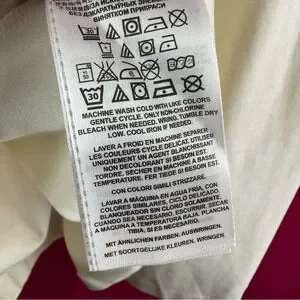 30
30
MACHINE WASH COLD WITH LIKE COLORS
GENTLE CYCLE. ONLY NON-CHLORINE
BLEACH WHEN NEEDED. WRING. TUMBLE DRY
LOW. COOL IRON IF NEEDED.
LAVER A FROID EN MACHINE SEPARER
LES COULEURS CYCLE DELICAT. UTILISER
UNIQUEMENT UN AGENT BLANCHISSANT
NON DECOLORANT SI BESOIN EST.
ESSORER. SECHER EN MACHINE A BASSE
TEMPERATURE. FER TIEDE SI BESOIN EST.
CON COLORI SIMILI STRIZZARE.
LAVAR A MÁQUINA EN AGUA FRIA, CON
COLORES SIMILARES, CICLO DELICADO.
BLANQUEADOR SIN CLORO SOLAMENTE,
CUANDO SEA NECESARIO. ESCURRIR. SECAR
A MÁQUINA A TEMPERATURA BAJA. PLANCHA
TIBIA, SI ES NECESARIO.
MIT ÄHNLICHEN FARBEN. AUSWRINGEN.
MET SOORTGELIJKE KLEUREN. WRINGEN.